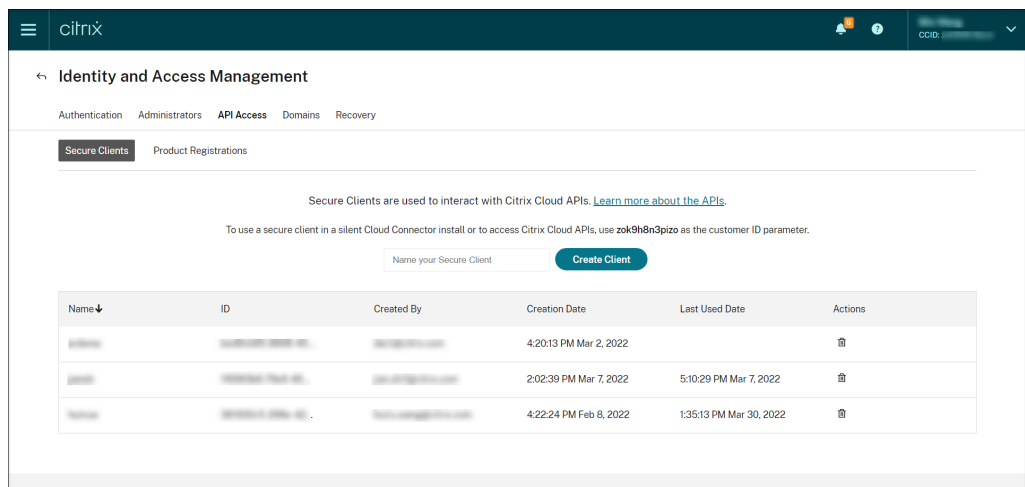 citrix
6
?
CCID:
Identity and Access Management
Authentication Administrators API Access Domains Recovery
Secure Clients Product Registrations
Secure Clients are used to interact with Citrix Cloud APIs. Learn more about the APIs.
To use a secure client in a silent Cloud Connector install or to access Citrix Cloud APIs, use zok9h8n3pizo as the customer ID parameter.
Name your Secure Client Create Client
Name ID Created By Creation Date Last Used Date Actions
4:20:13 PM Mar 2, 2022
2:02:39 PM Mar 7, 2022 5:10:29 PM Mar 7, 2022
4:22:24 PM Feb 8, 2022 1:35:13 PM Mar 30, 2022